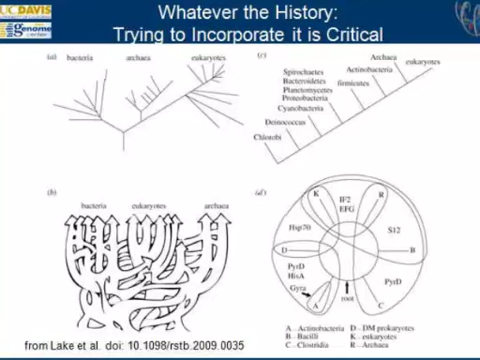 UC DAVIS
genome
center
Whatever the History:
Trying to Incorporate it is Critical
(a)
bacteria
archaea
eukaryotes
(c)
Archaea
eukaryotes
Actinobacteria
Spirochaetes
Bacteroidetes
Planctomycetes
Proteobacteria
firmicutes
Cyanobacteria
Deinococcus
Chlorobi
(b)
bacteria
eukaryotes
archaea
(d)
K
IF2
EFG
R
Hsp70
S12
D
B
PyrD
HisA
PyrD
Gyra
root
A
C
A – Actinobacteria
D – DM prokaryotes
B – Bacilli
K – eukaryotes
C – Clostridia
R – Archaea
from Lake et al. doi: 10.1098/rstb.2009.0035